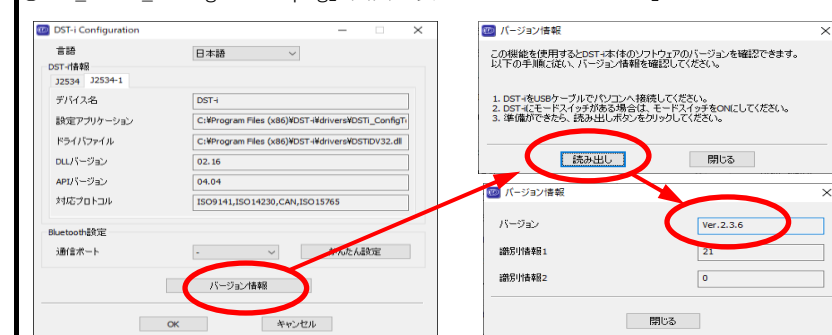 DST-i Configuration
言語
日本語
DST-i情報
J2534
J2534-1
デバイス名
DST-i
設定アプリケーション
C:¥Program Files (x86)¥DST-i¥drivers¥DSTi_ConfigTi
ドライバファイル
C:¥Program Files (x86)¥DST-i¥drivers¥DSTiDV32.dll
DLLバージョン
02.16
APIバージョン
04.04
対応プロトコル
ISO9141,ISO14230,CAN,ISO15765
Bluetooth設定
通信ポート
-
かんたん設定
バージョン情報
OK
キャンセル
バージョン情報
この機能を使用するとDST-i本体のソフトウェアのバージョンを確認できます。
以下の手順に従い、バージョン情報を確認してください。
1. DST-iをUSBケーブルでパソコンへ接続してください。
2. DST-iにモードスイッチがある場合は、モードスイッチをONにしてください。
3. 準備ができたら、読み出しボタンをクリックしてください。
読み出し
閉じる
バージョン情報
バージョン
Ver.2.3.6
識別情報1
21
識別情報2
0
閉じる